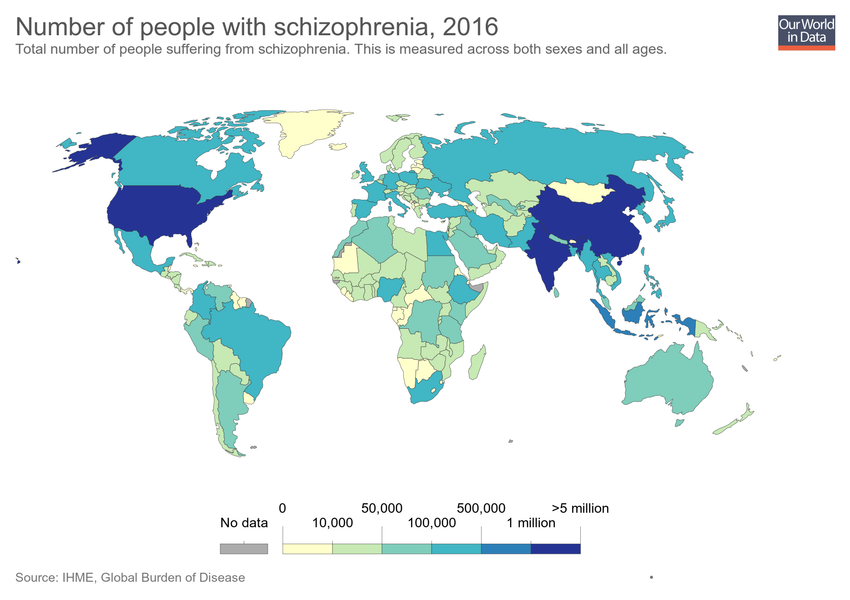 Number of people with schizophrenia, 2016
Total number of people suffering from schizophrenia. This is measured across both sexes and all ages.
Our World
in Data
0 50,000 500,000 >5 million
No data 10,000 100,000 1 million
Source: IHME, Global Burden of Disease